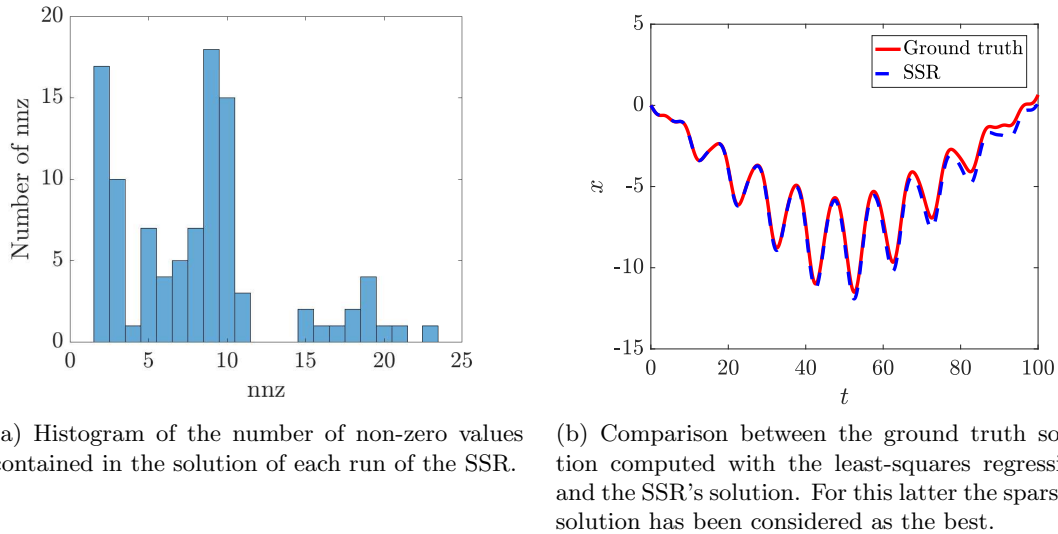 20
15
10
5
0
Number of nnz
0 5 10 15 20 25
nnz
5
0
-5
-10
-15
x
Ground truth
SSR
0 20 40 60 80 100
t
a) Histogram of the number of non-zero values
contained in the solution of each run of the SSR.
(b) Comparison between the ground truth so-
tion computed with the least-squares regressi
and the SSR's solution. For this latter the spars
solution has been considered as the best.